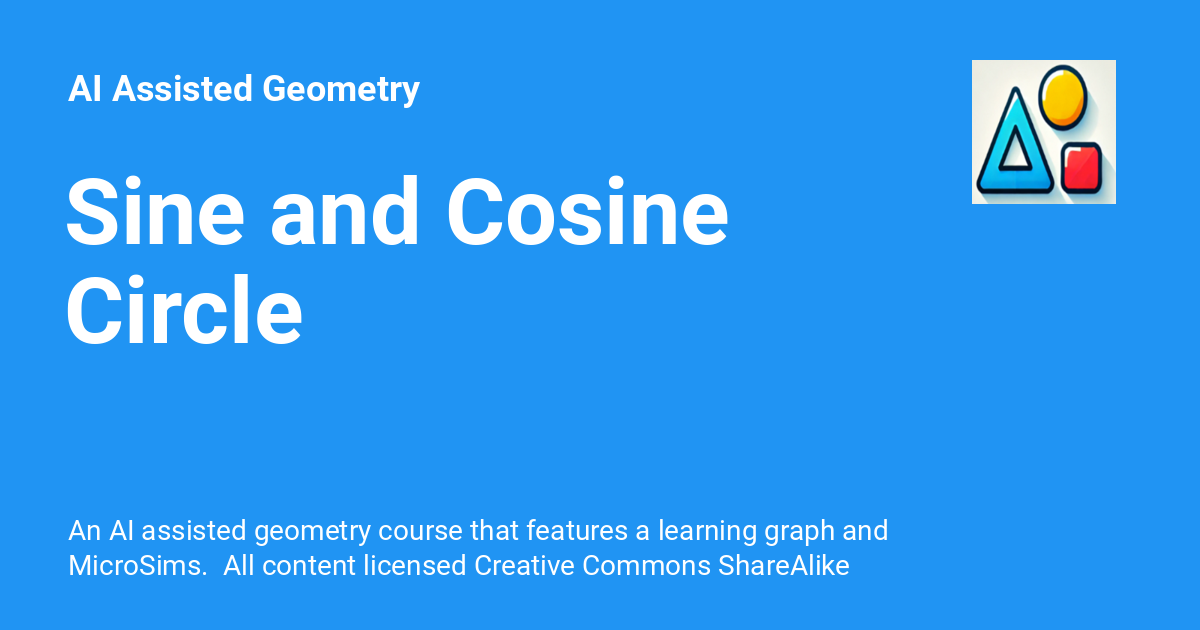 AI Assisted Geometry
Sine and Cosine
Circle
An AI assisted geometry course that features a learning graph and
MicroSims.  All content licensed Creative Commons ShareAlike